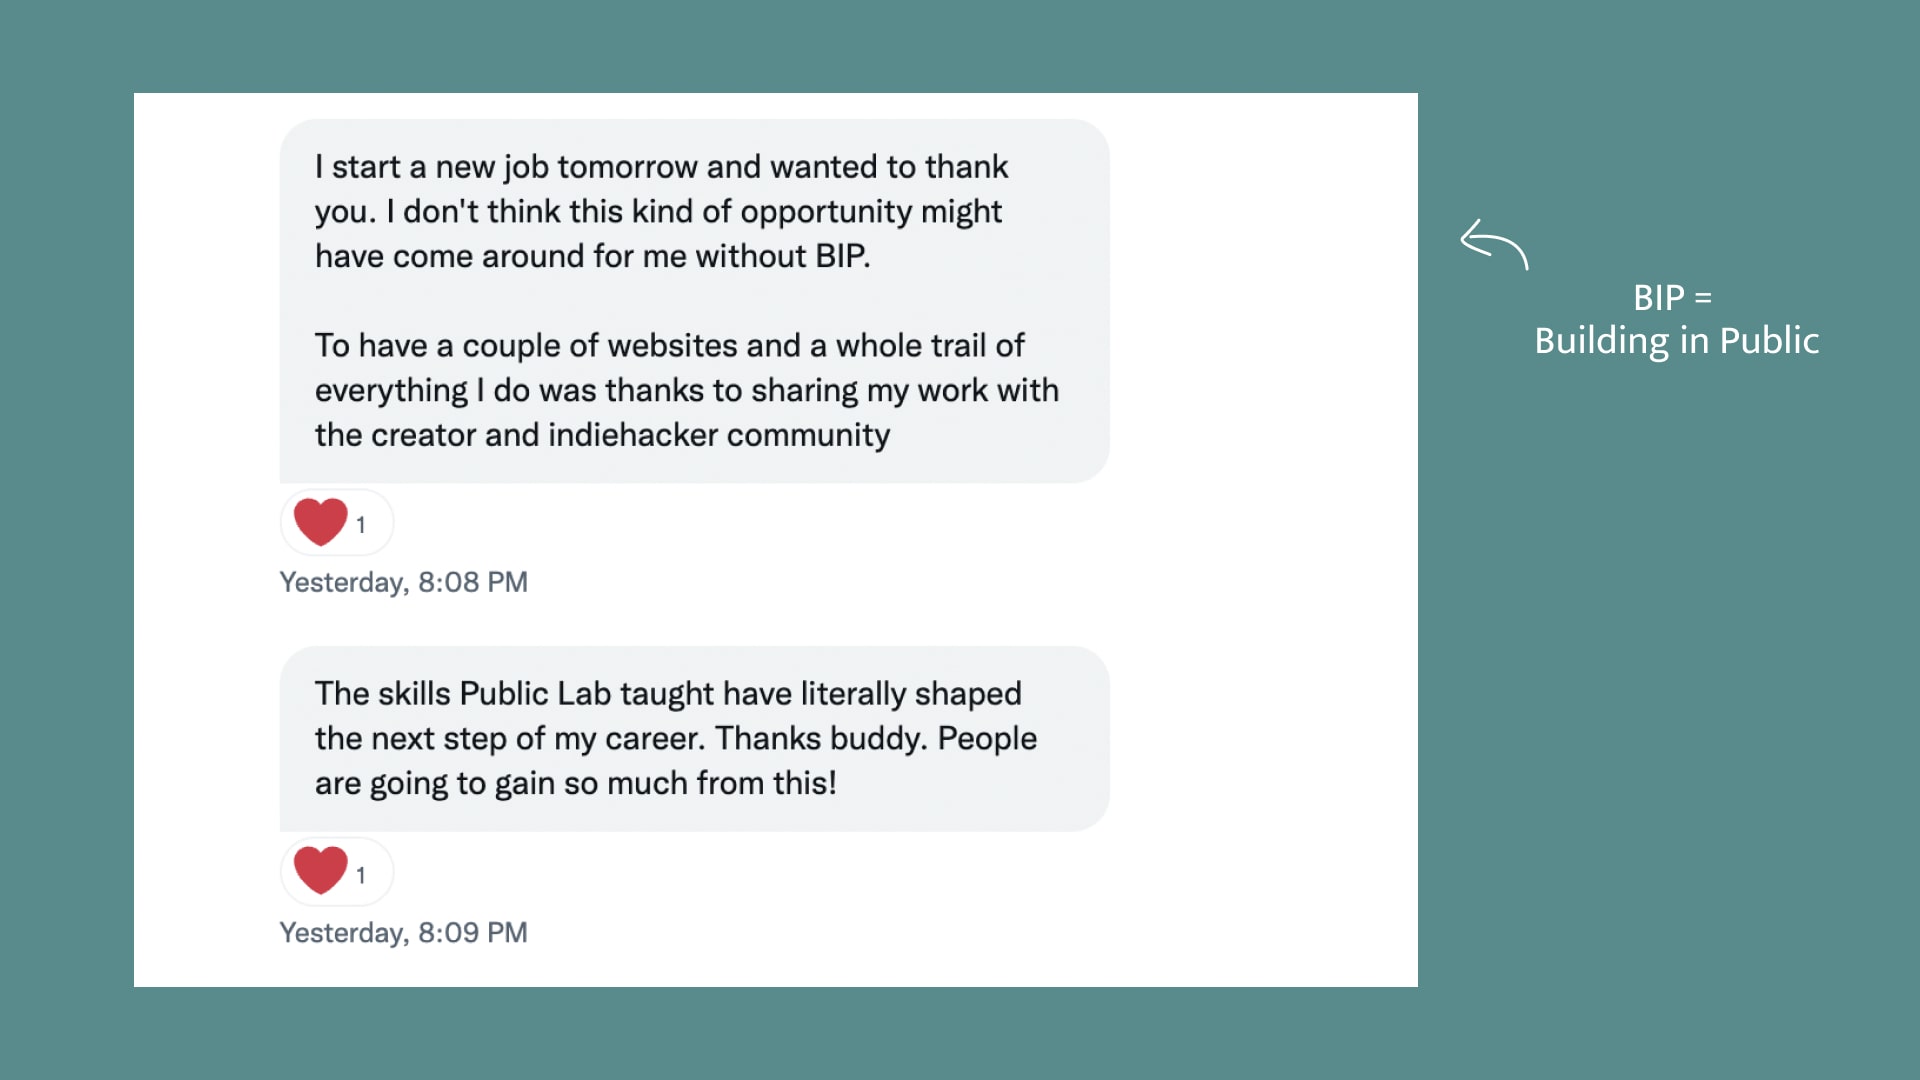 I start a new job tomorrow and wanted to thank
you. I don't think this kind of opportunity might
have come around for me without BIP.
To have a couple of websites and a whole trail of
everything I do was thanks to sharing my work with
the creator and indiehacker community
1
Yesterday, 8:08 PM
The skills Public Lab taught have literally shaped
the next step of my career. Thanks buddy. People
are going to gain so much from this!
1
Yesterday, 8:09 PM
BIP =
Building in Public